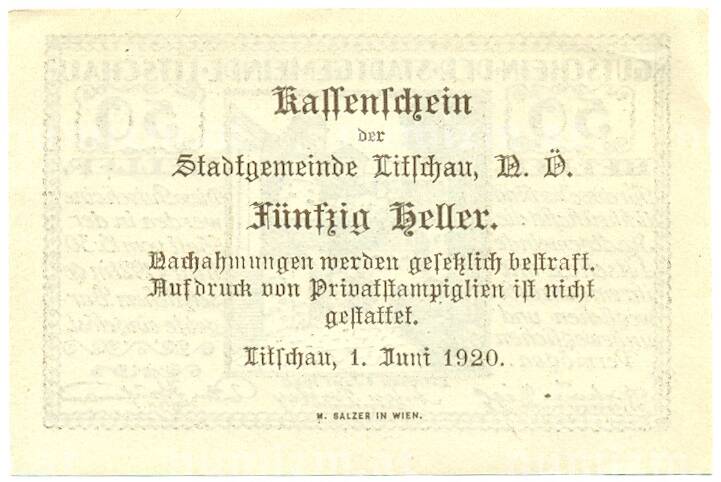 Kassenschein
der
Stadtgemeinde Litschau, N. Ö.
Fünfzig Heller.
Nachahmungen werden gesetzlich bestraft.
Aufdruck von Privatstampiglien ist nicht
gestattet.
Litschau, 1. Juni 1920.
M. SALZER IN WIEN.